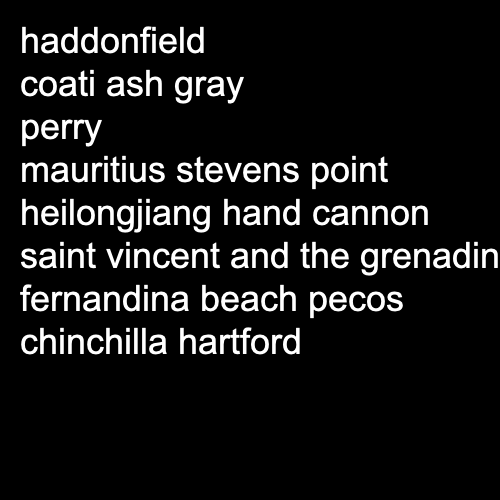 haddonfield
coati ash gray
perry
mauritius stevens point
heilongjiang hand cannon
saint vincent and the grenadin
fernandina beach pecos
chinchilla hartford